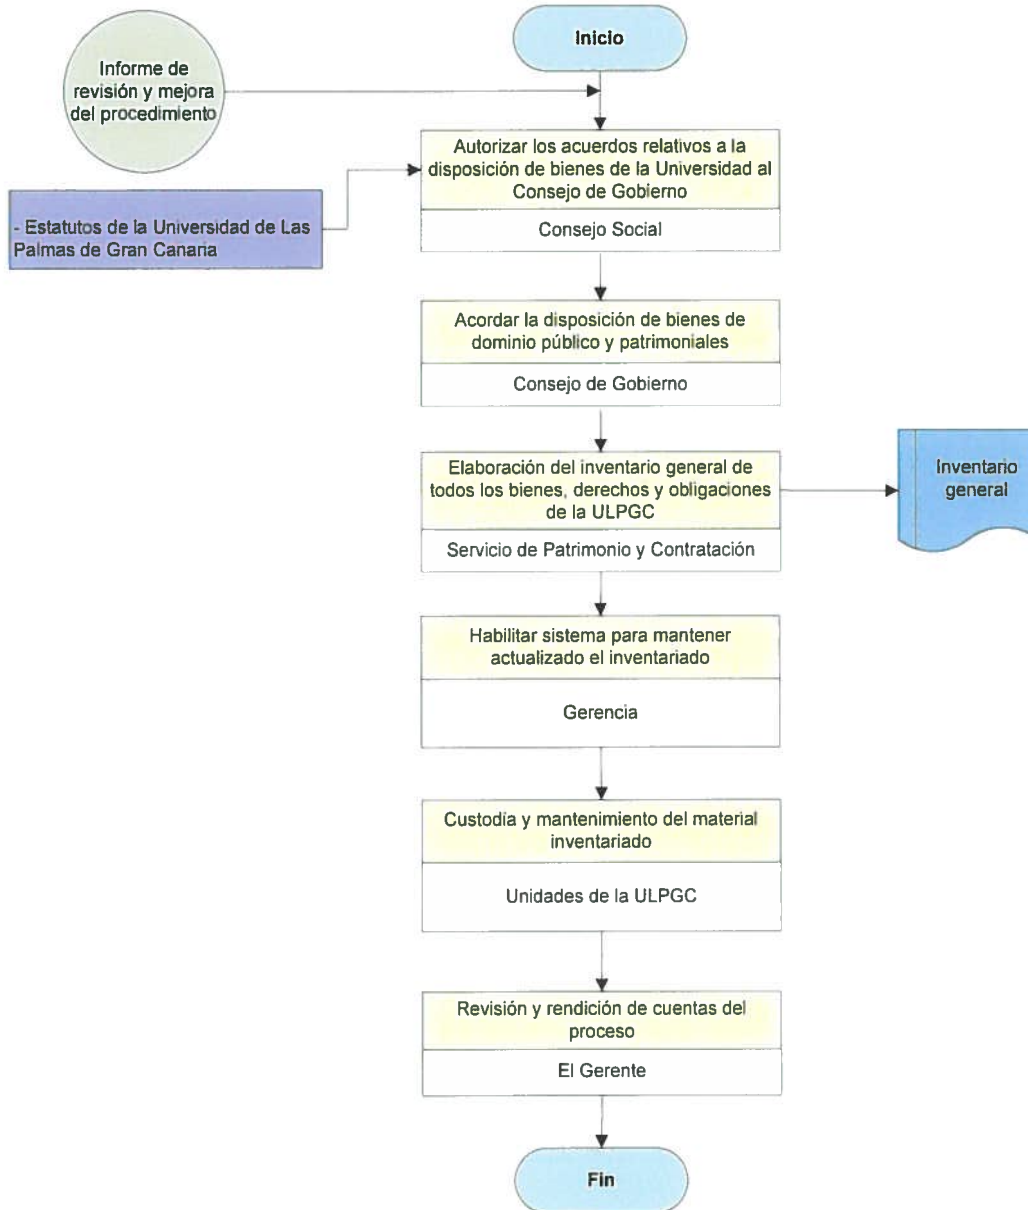 Inicio
Informe de
revisión y mejora
del procedimiento
Autorizar los acuerdos relativos a la
disposición de bienes de la Universidad al
Consejo de Gobierno
Consejo Social
- Estatutos de la Universidad de Las
Palmas de Gran Canaria
Acordar la disposición de bienes de
dominio público y patrimoniales
Consejo de Gobierno
Elaboración del inventario general de
todos los bienes, derechos y obligaciones
de la ULPGC
Servicio de Patrimonio y Contratación
Inventario
general
Habilitar sistema para mantener
actualizado el inventariado
Gerencia
Custodía y mantenimiento del material
inventariado
Unidades de la ULPGC
Revisión y rendición de cuentas del
proceso
El Gerente
Fin